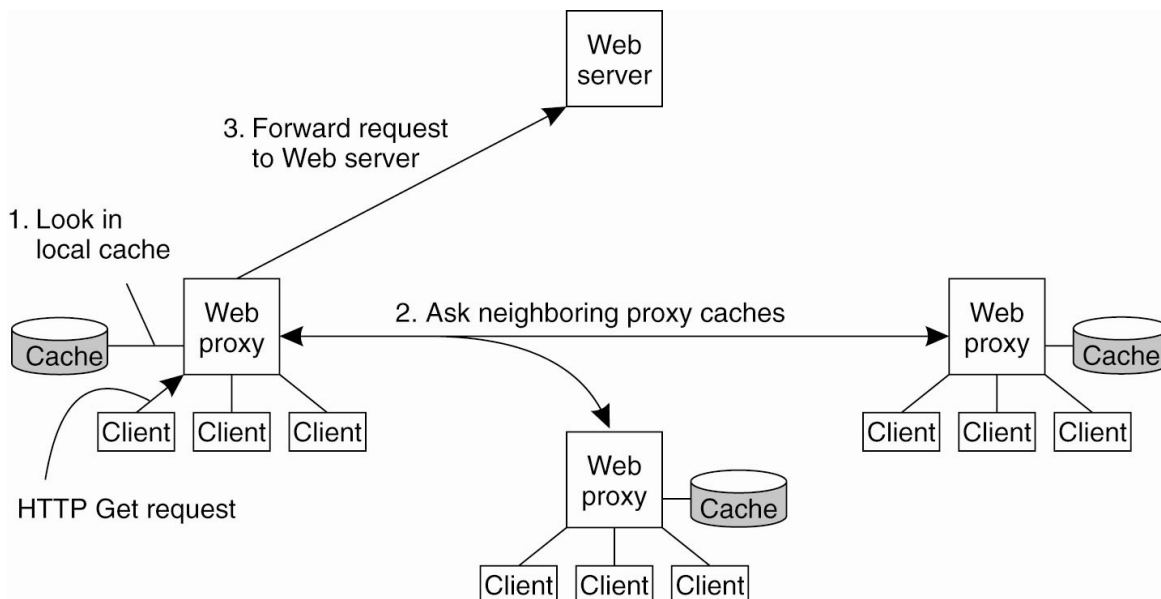 Web
server
3. Forward request
to Web server
1. Look in
local cache
Web
proxy
Cache
2. Ask neighboring proxy caches
Web
proxy
Cache
Client
Client
Client
Client
Client
Client
HTTP Get request
Web
proxy
Cache
Client
Client
Client